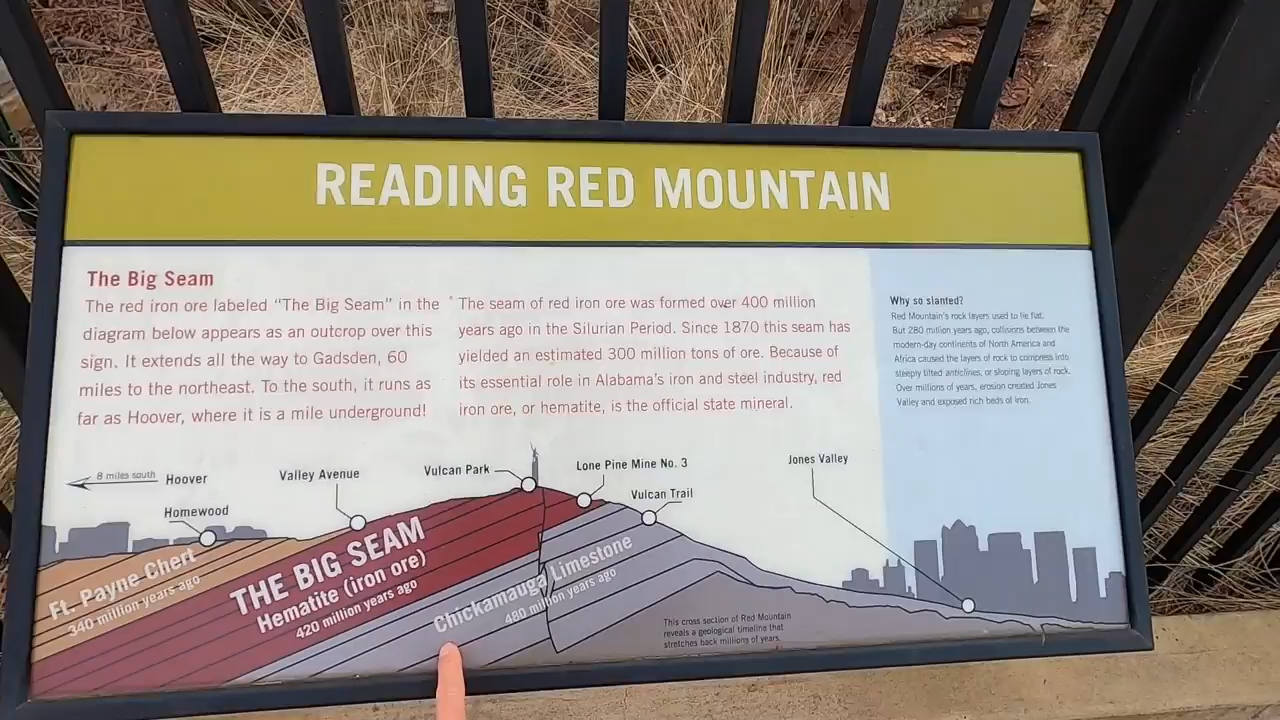 READING RED MOUNTAIN
The Big Seam
The red iron ore labeled “The Big Seam” in the
diagram below appears as an outcrop over this
sign. It extends all the way to Gadsden, 60
miles to the northeast. To the south, it runs as
far as Hoover, where it is a mile underground!
The seam of red iron ore was formed over 400 million
years ago in the Silurian Period. Since 1870 this seam has
yielded an estimated 300 million tons of ore. Because of
its essential role in Alabama’s iron and steel industry, red
iron ore, or hematite, is the official state mineral.
Why so slanted?
Red Mountain’s rock layers used to lie flat.
But 280 million years ago, collisions between the
modern-day continents of North America and
Africa caused the layers of rock to compress into
steeply tilted anticlines, or sloping layers of rock.
Over millions of years, erosion created Jones
Valley and exposed rich beds of iron.
8 miles south
Hoover
Homewood
Valley Avenue
Vulcan Park
Lone Pine Mine No. 3
Vulcan Trail
Jones Valley
Ft. Payne Chert
340 million years ago
THE BIG SEAM
Hematite (iron ore)
420 million years ago
Chickamauga Limestone
480 million years ago
This cross section of Red Mountain
reveals a geological timeline that
stretches back millions of years.